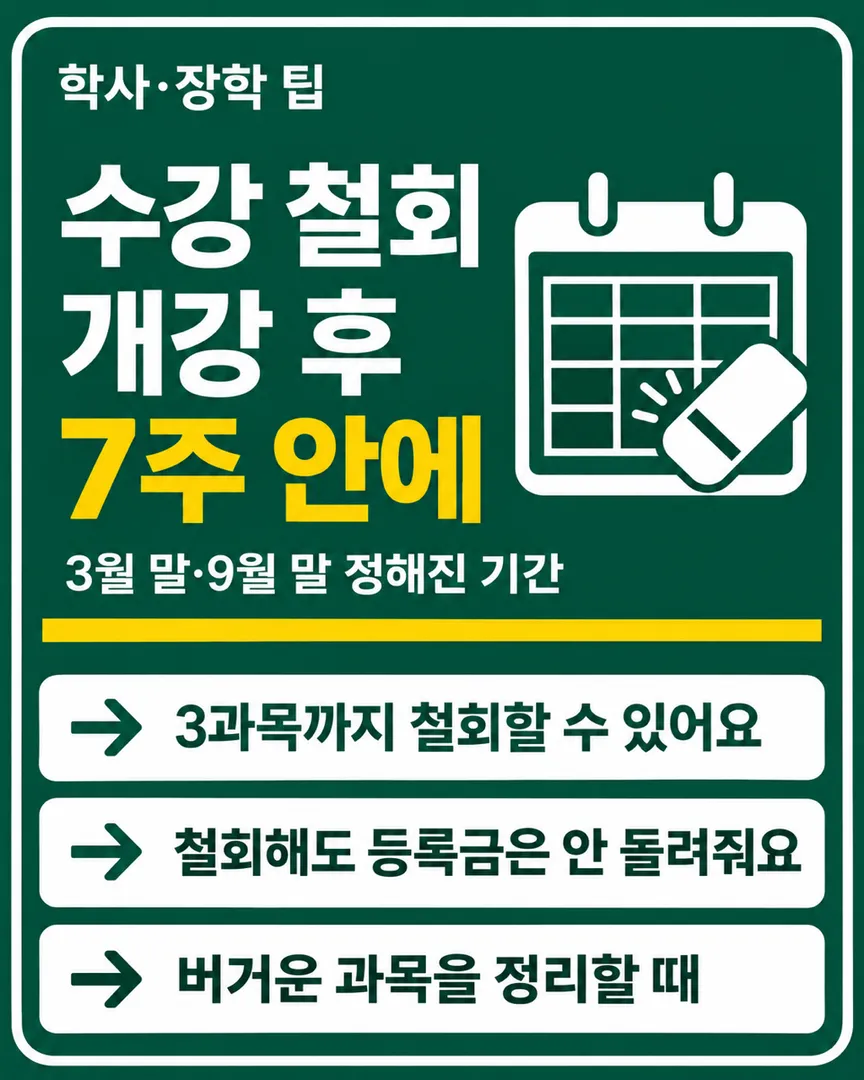 학사·장학 팁
수강 철회
개강 후
7주 안에
3월 말·9월 말 정해진 기간
3과목까지 철회할 수 있어요
철회해도 등록금은 안 돌려줘요
버거운 과목을 정리할 때